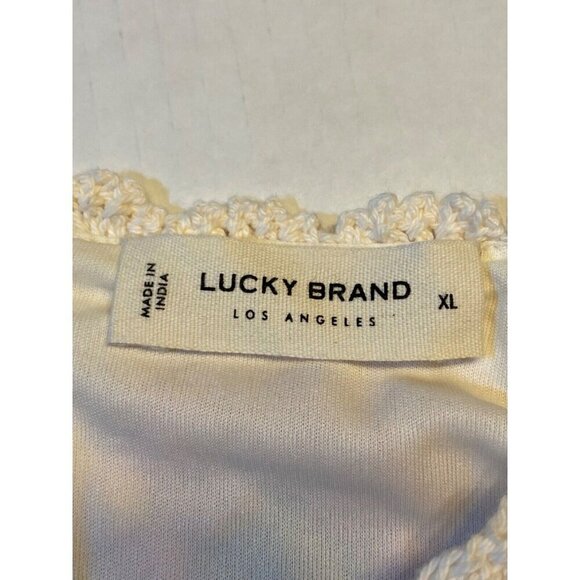 MADE IN
INDIA
LUCKY BRAND
LOS ANGELES
XL